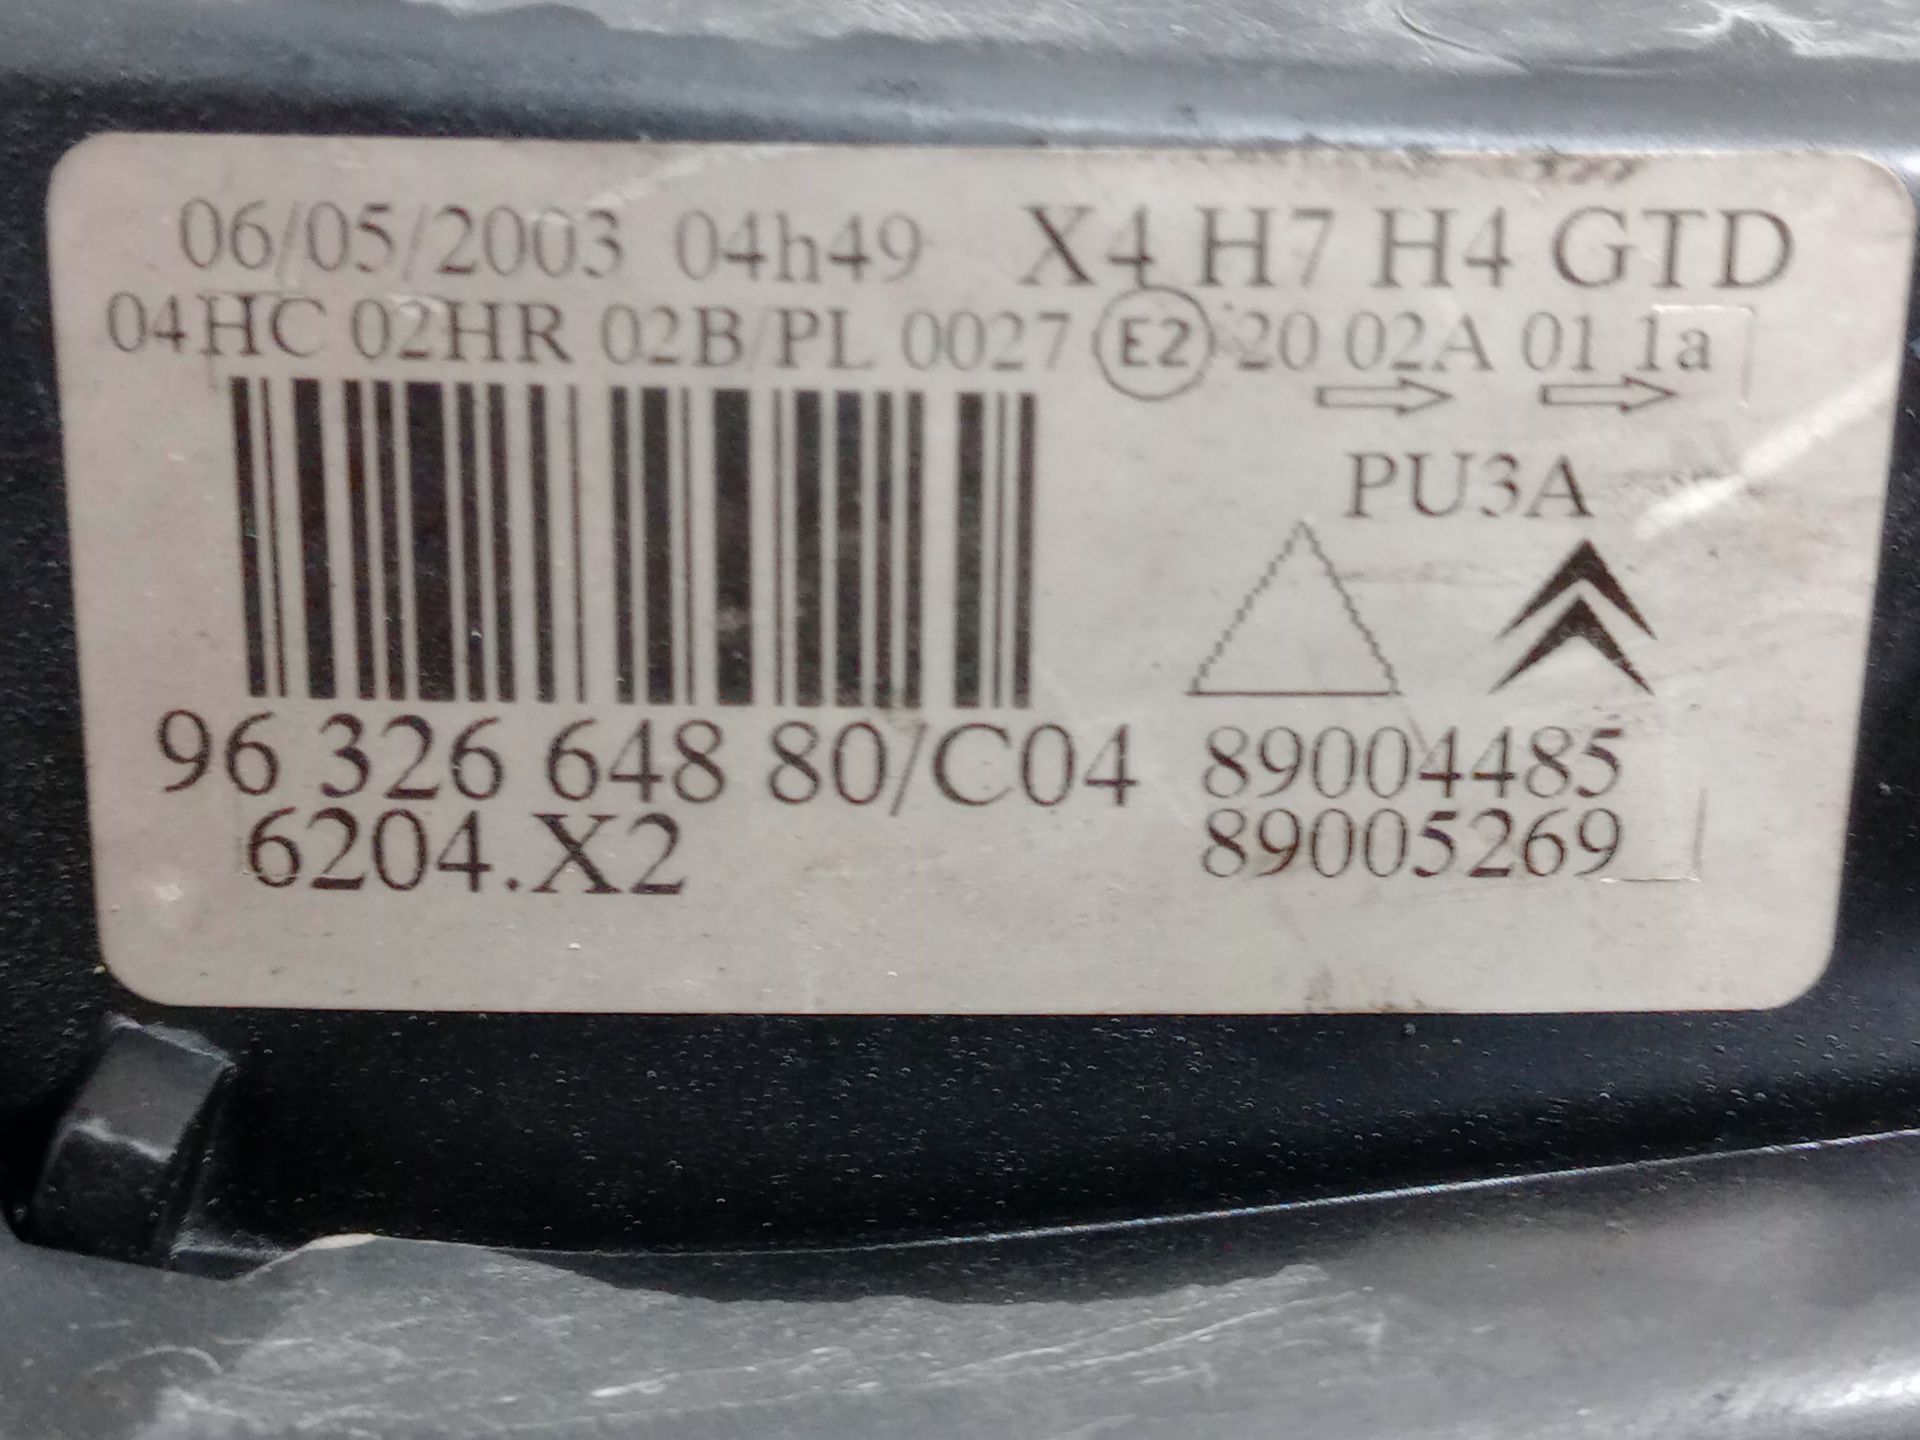 06/05/2003 04h49 X4 H7 H4 GTD
04HC 02HR 02B/PL 0027 E2 20 02A 01 1a
PU3A
96 326 648 80/C04 89004485
6204.X2 89005269